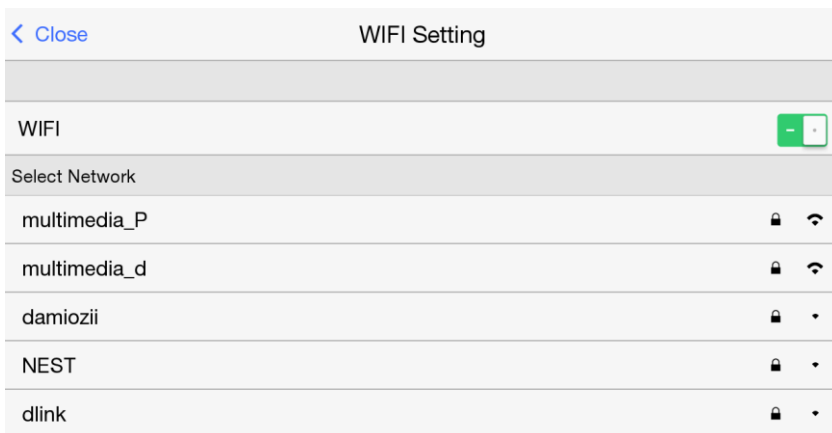 Close WIFI Setting
WIFI
Select Network
multimedia_P
multimedia_d
damiozii
NEST
dlink